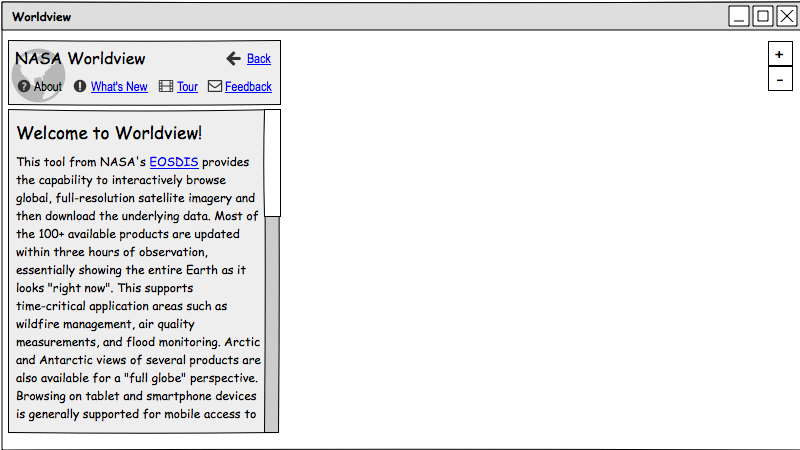 Worldview
NASA Worldview
Back
About What's New Tour Feedback
Welcome to Worldview!
This tool from NASA's EOSDIS provides
the capability to interactively browse
global, full-resolution satellite imagery and
then download the underlying data. Most of
the 100+ available products are updated
within three hours of observation,
essentially showing the entire Earth as it
looks "right now". This supports
time-critical application areas such as
wildfire management, air quality
measurements, and flood monitoring. Arctic
and Antarctic views of several products are
also available for a "full globe" perspective.
Browsing on tablet and smartphone devices
is generally supported for mobile access to
+
-